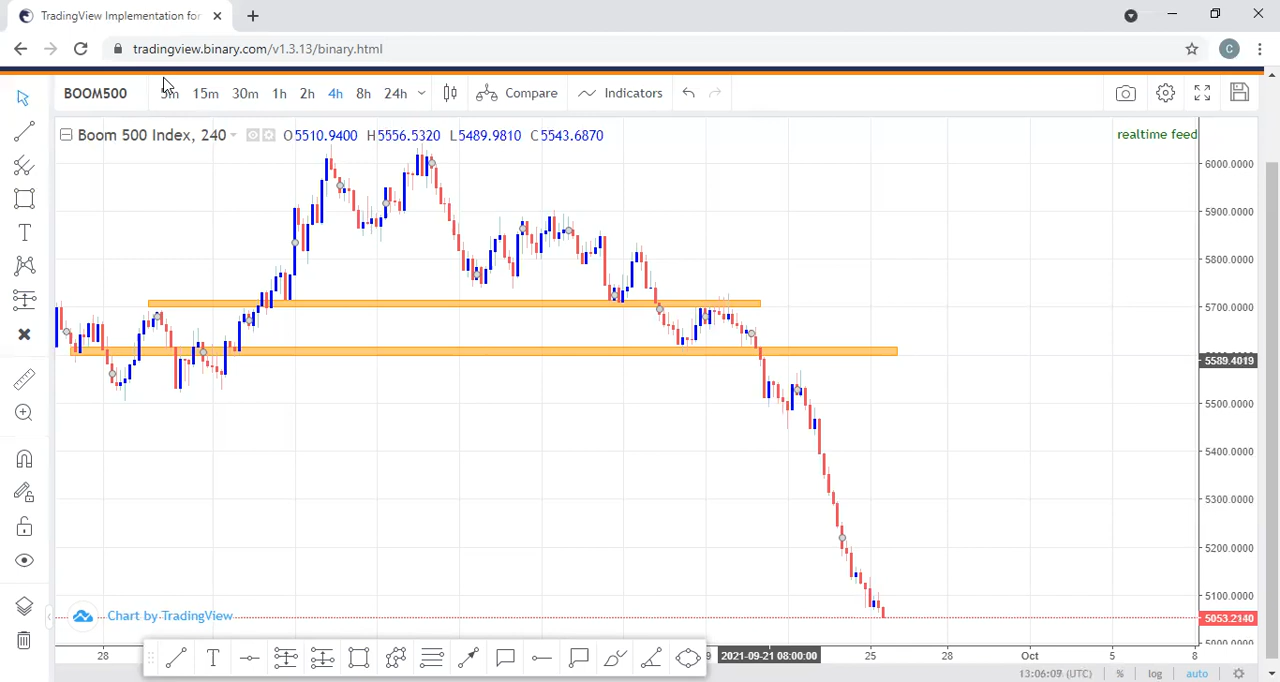 TradingView Implementation for
tradingview.binary.com/v1.3.13/binary.html
C
BOOM500 5m 15m 30m 1h 2h 4h 8h 24h Compare Indicators
Boom 500 Index, 240 O5510.9400 H5556.5320 L5489.9810 C5543.6870
realtime feed
6000.0000
5900.0000
5800.0000
5700.0000
5589.4019
5500.0000
5400.0000
5300.0000
5200.0000
5100.0000
5053.2140
Chart by TradingView
28 9 2021-09-21 08:00:00 25 28 Oct 5 8
13:06:09 (UTC) % log auto